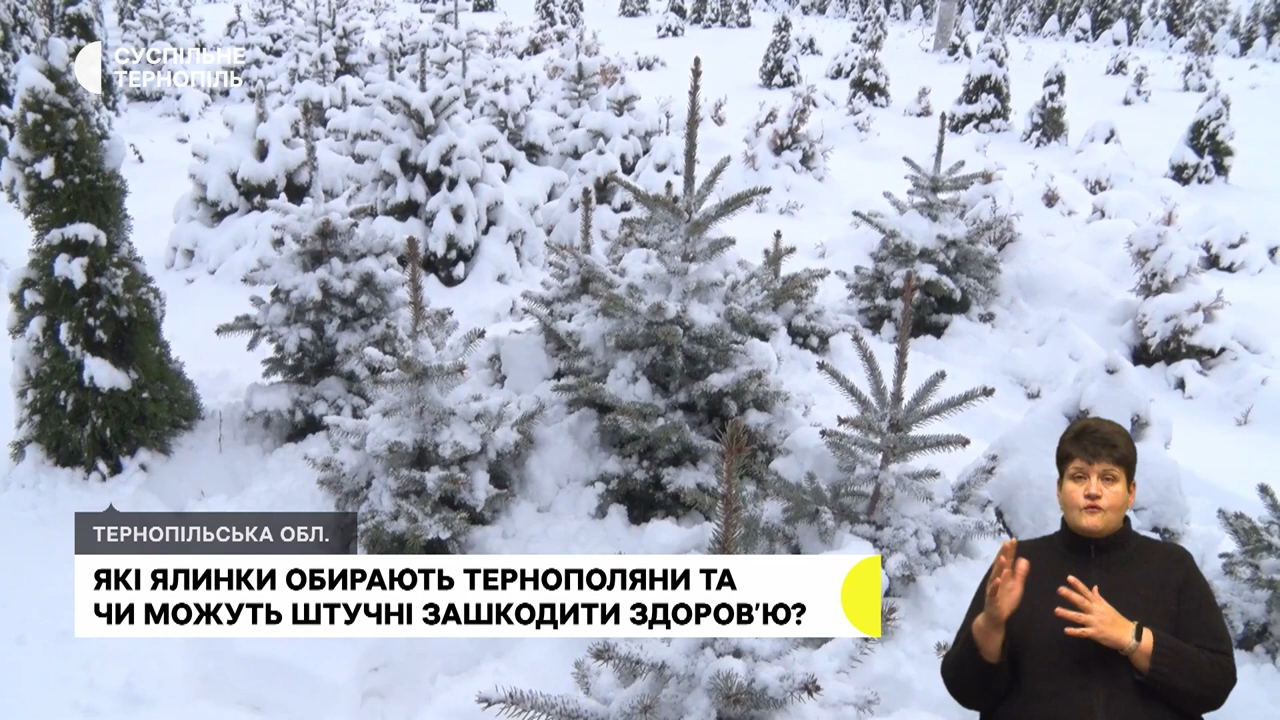 СУСПІЛЬНЕ
ТЕРНОПІЛЬ
ТЕРНОПІЛЬСЬКА ОБЛ.
ЯКІ ЯЛИНКИ ОБИРАЮТЬ ТЕРНОПОЛЯНИ ТА
ЧИ МОЖУТЬ ШТУЧНІ ЗАШКОДИТИ ЗДОРОВ'Ю?